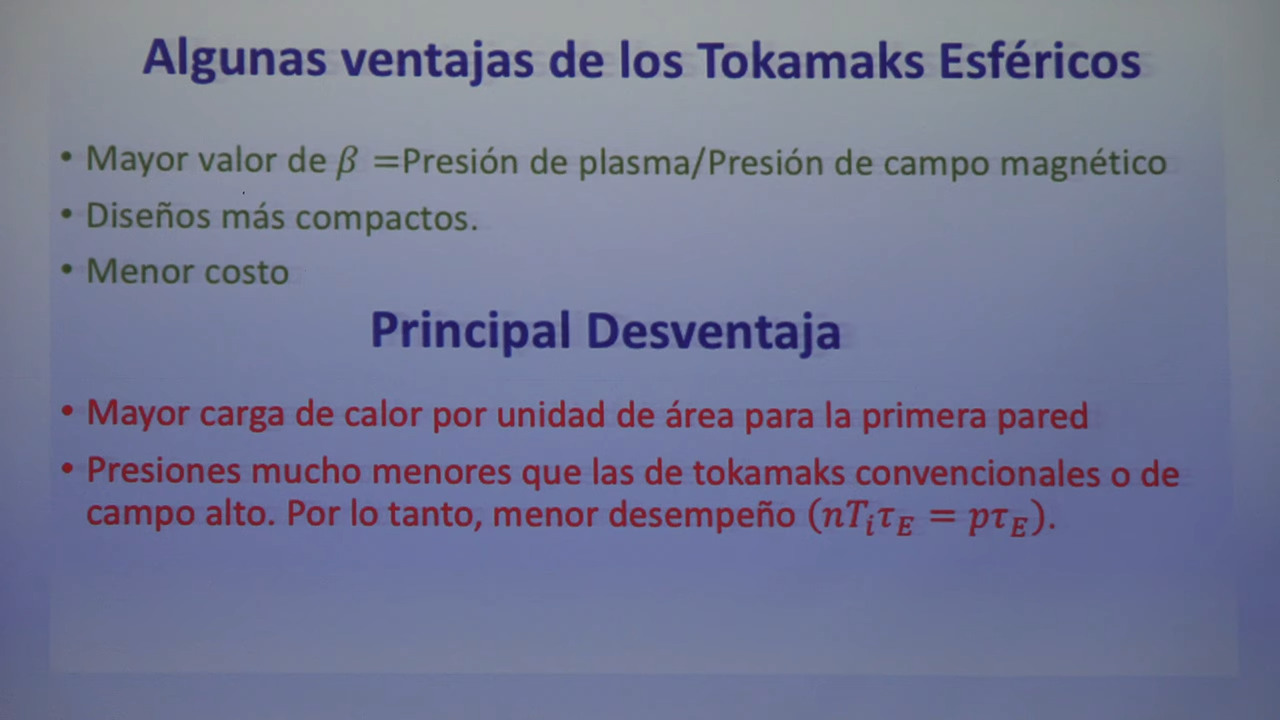 Algunas ventajas de los Tokamaks Esféricos
• Mayor valor de β =Presión de plasma/Presión de campo magnético
• Diseños más compactos.
• Menor costo
Principal Desventaja
• Mayor carga de calor por unidad de área para la primera pared
• Presiones mucho menores que las de tokamaks convencionales o de
campo alto. Por lo tanto, menor desempeño (nTᵢτ_E = pτ_E).